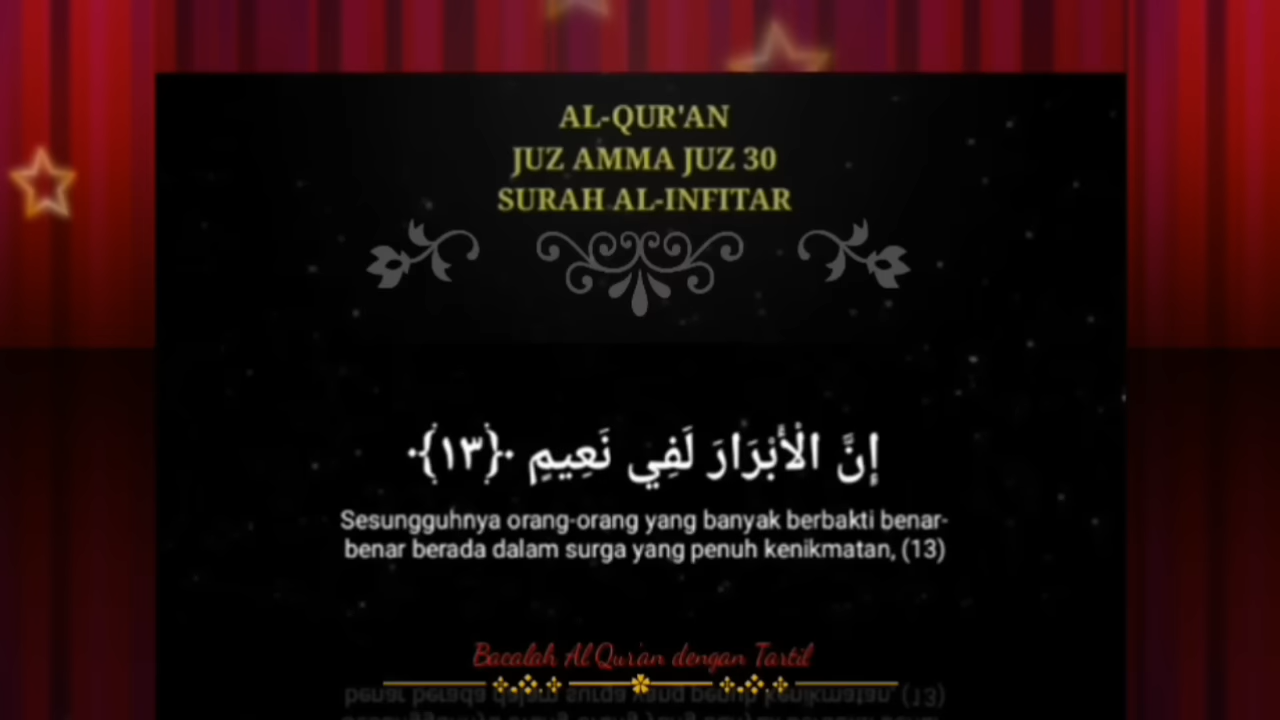 AL-QUR'AN
JUZ AMMA JUZ 30
SURAH AL-INFITAR
إِنَّ الْأَبْرَارَ لَفِي نَعِيمٍ ﴿١٣﴾
Sesungguhnya orang-orang yang banyak berbakti benar-
benar berada dalam surga yang penuh kenikmatan, (13)
Bacalah Al Qur'an dengan Tartil